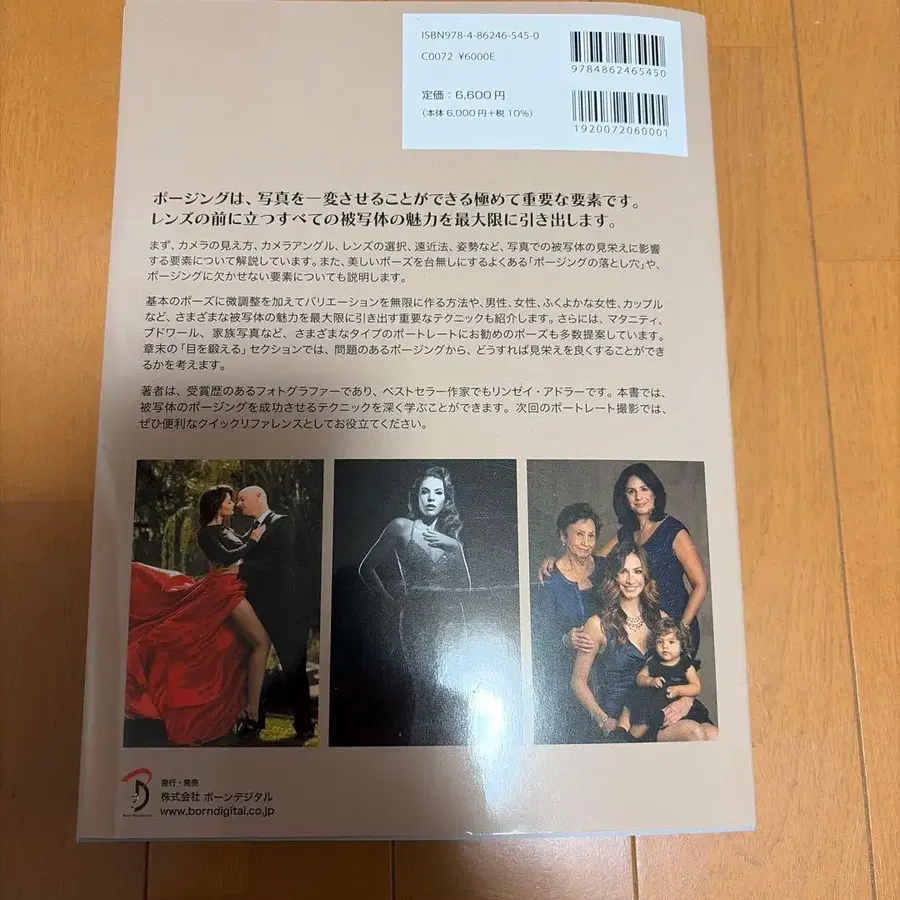 ISBN978-4-86246-545-0
C0072 ¥6000E
9784862465450
定価：6,600円
（本体6,000円＋税10%）
1920072060001
ポージングは、写真を一変させることができる極めて重要な要素です。
レンズの前に立つすべての被写体の魅力を最大限に引き出します。
まず、カメラの見え方、カメラアングル、レンズの選択、遠近法、姿勢など、写真での被写体の見栄えに影響
する要素について解説しています。また、美しいポーズを台無しにするよくある「ポージングの落とし穴」や、
ポージングに欠かせない要素についても説明します。
基本のポーズに微調整を加えてバリエーションを無限に作る方法や、男性、女性、ふくよかな女性、カップル
など、さまざまな被写体の魅力を最大限に引き出す重要なテクニックも紹介します。さらには、マタニティ、
ブドワール、家族写真など、さまざまなタイプのポートレートにお勧めのポーズも多数提案しています。
章末の「目を鍛える」セクションでは、問題のあるポージングから、どうすれば見栄えを良くすることができ
るかを考えます。
著者は、受賞歴のあるフォトグラファーであり、ベストセラー作家でもリンゼイ・アドラーです。本書では、
被写体のポージングを成功させるテクニックを深く学ぶことができます。次回のポートレート撮影では、
ぜひ便利なクイックリファレンスとしてお役立てください。
発行・発売
株式会社 ボーンデジタル
www.borndigital.co.jp